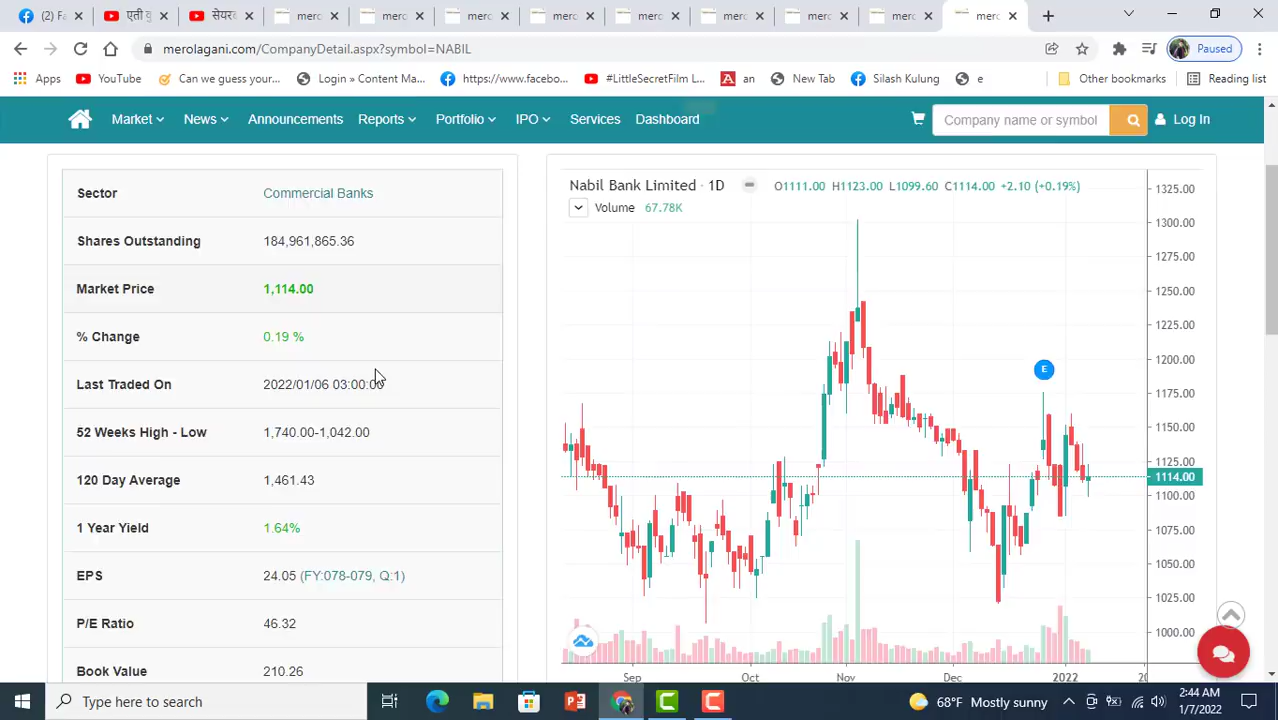 (2) Fa
एती पु
सेयर
merc
merc
merc
merc
merc
merc
merc
merc
merolagani.com/CompanyDetail.aspx?symbol=NABIL
Paused
Apps
YouTube
Can we guess your...
Login » Content Ma...
https://www.facebo...
#LittleSecretFilm L...
an
New Tab
Silash Kulung
e
Other bookmarks
Reading list
Market
News
Announcements
Reports
Portfolio
IPO
Services
Dashboard
Company name or symbol
Log In
Sector Commercial Banks
Shares Outstanding 184,961,865.36
Market Price 1,114.00
% Change 0.19 %
Last Traded On 2022/01/06 03:00:00
52 Weeks High - Low 1,740.00-1,042.00
120 Day Average 1,461.43
1 Year Yield 1.64%
EPS 24.05 (FY:078-079, Q:1)
P/E Ratio 46.32
Book Value 210.26
Nabil Bank Limited · 1D O1111.00 H1123.00 L1099.60 C1114.00 +2.10 (+0.19%)
Volume 67.78K
E
1325.00
1300.00
1275.00
1250.00
1225.00
1200.00
1175.00
1150.00
1125.00
1114.00
1100.00
1075.00
1050.00
1025.00
1000.00
Sep Oct Nov Dec 2022 20
Type here to search
68°F Mostly sunny
2:44 AM
1/7/2022